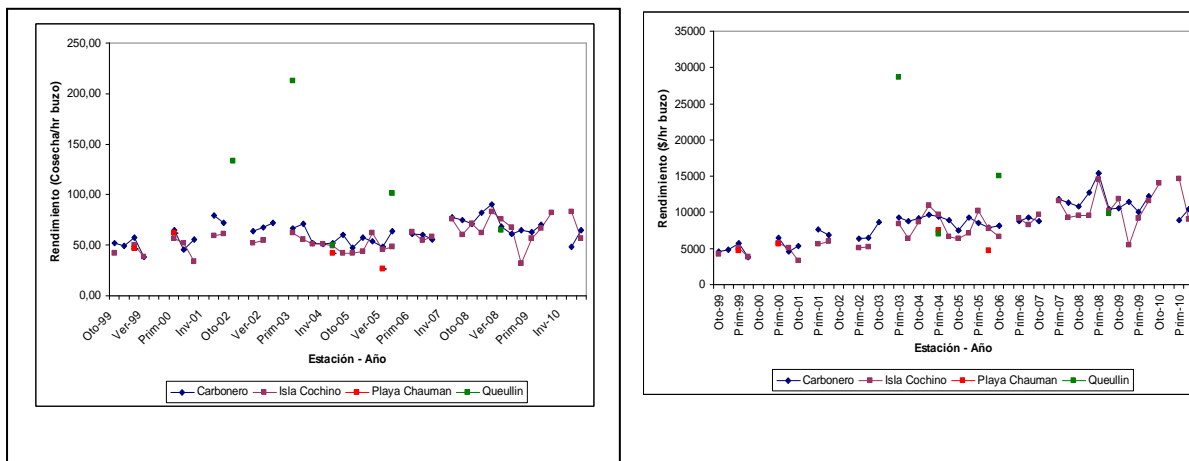 250,00
200,00
150,00
100,00
50,00
0,00
Rendimiento (Cosecha/hr buzo)
Oto-99
Ver-99
Prim-00
Inv-01
Oto-02
Ver-02
Prim-03
Inv-04
Oto-05
Ver-05
Prim-06
Inv-07
Oto-08
Ver-08
Prim-09
Inv-10
Estación - Año
Carbonero Isla Cochino Playa Chauman Queullin
35000
30000
25000
20000
15000
10000
5000
0
Rendimiento ($/hr buzo)
Oto-99
Prim-99
Oto-00
Prim-00
Oto-01
Prim-01
Oto-02
Prim-02
Oto-03
Prim-03
Oto-04
Prim-04
Oto-05
Prim-05
Oto-06
Prim-06
Oto-07
Prim-07
Oto-08
Prim-08
Oto-09
Prim-09
Oto-10
Prim-10
Estación - Año
Carbonero Isla Cochino Playa Chauman Queullin